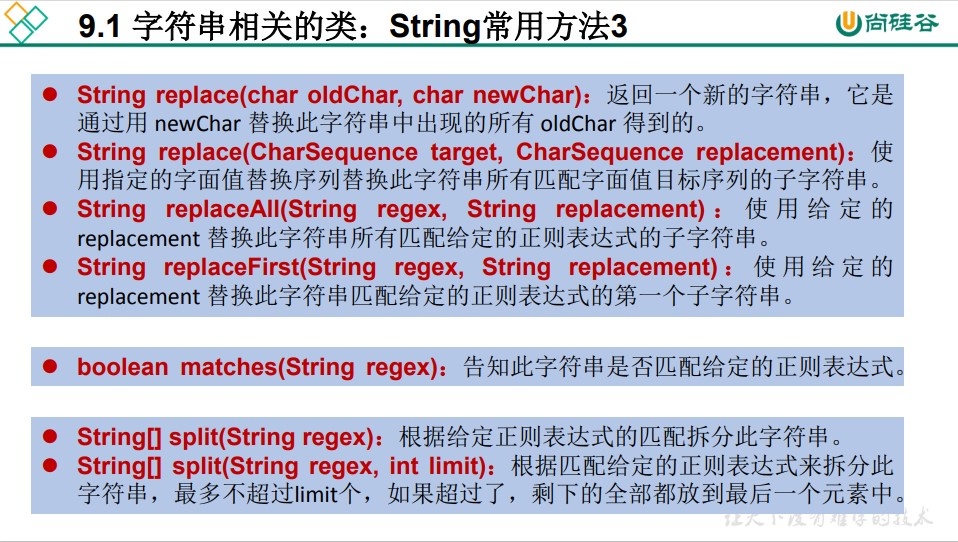 9.1 字符串相关的类：String常用方法3
尚硅谷
● String replace(char oldChar, char newChar)：返回一个新的字符串，它是
通过用 newChar 替换此字符串中出现的所有 oldChar 得到的。
● String replace(CharSequence target, CharSequence replacement)：使
用指定的字面值替换序列替换此字符串所有匹配字面值目标序列的子字符串。
● String replaceAll(String regex, String replacement)：使用给定的
replacement 替换此字符串所有匹配给定的正则表达式的子字符串。
● String replaceFirst(String regex, String replacement)：使用给定的
replacement 替换此字符串匹配给定的正则表达式的第一个子字符串。
● boolean matches(String regex)：告知此字符串是否匹配给定的正则表达式。
● String[] split(String regex)：根据给定正则表达式的匹配拆分此字符串。
● String[] split(String regex, int limit)：根据匹配给定的正则表达式来拆分此
字符串，最多不超过limit个，如果超过了，剩下的全部都放到最后一个元素中。
让天下没有难学的技术